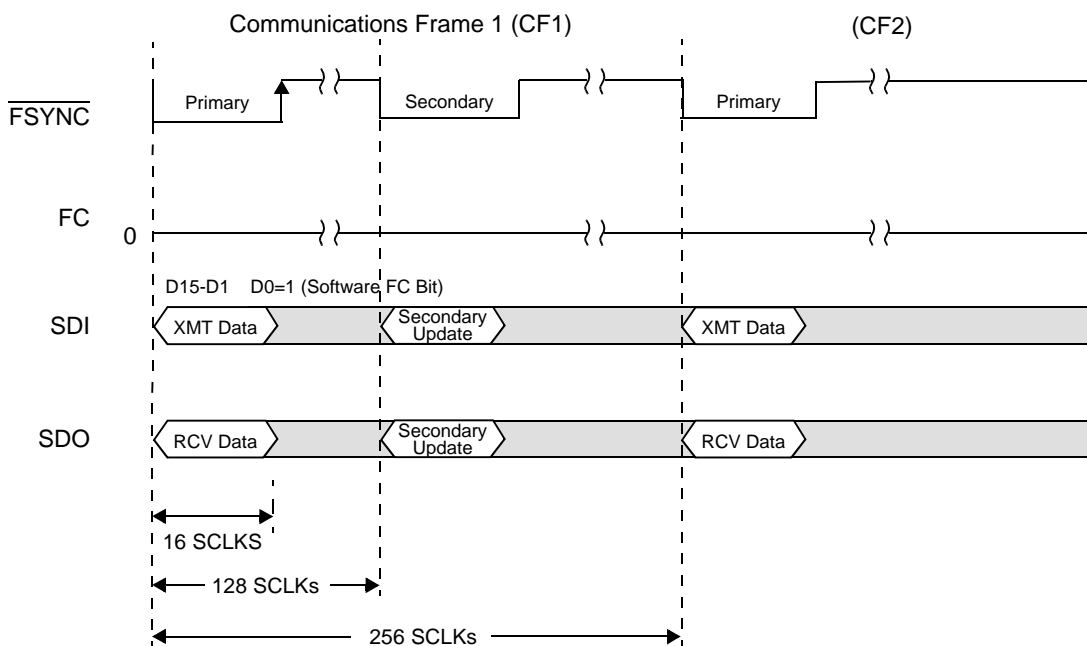 Communications Frame 1 (CF1)
(CF2)
Primary
Secondary
Primary
FSYNC
FC
0
D15-D1 D0=1 (Software FC Bit)
SDI
XMT Data
Secondary
Update
XMT Data
SDO
RCV Data
Secondary
Update
RCV Data
16 SCLKS
128 SCLKs
256 SCLKs